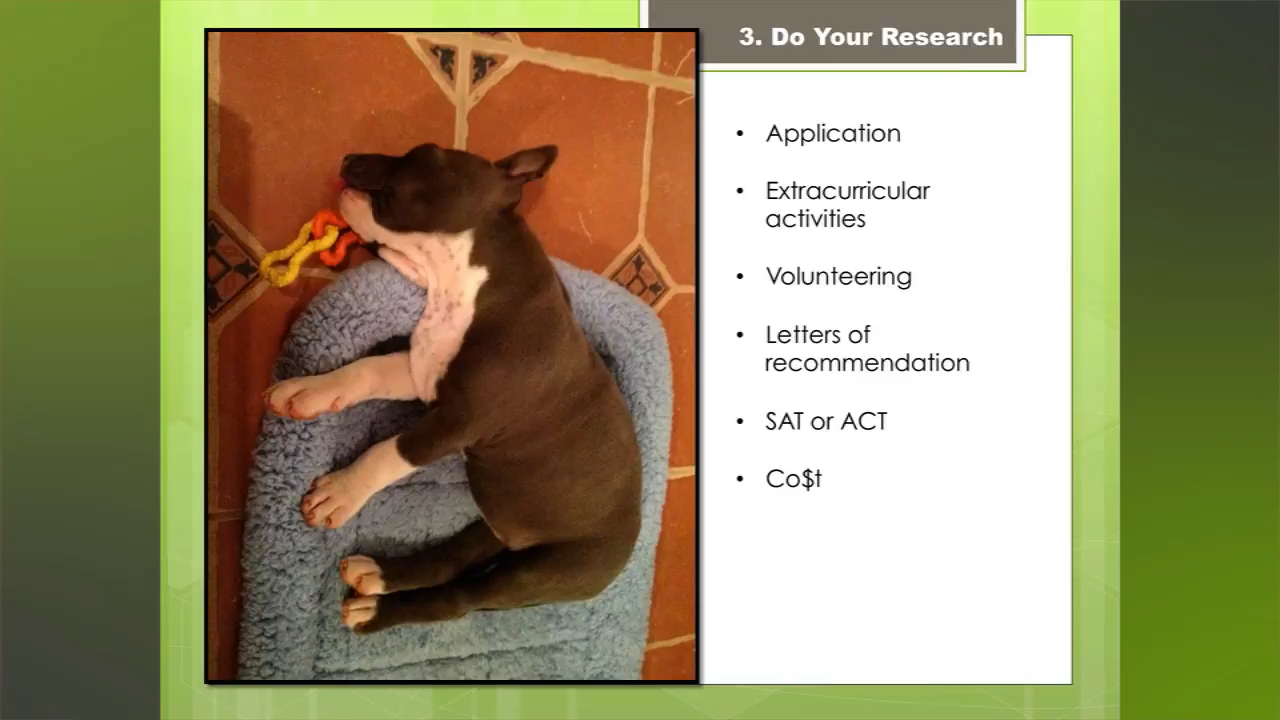 3. Do Your Research
• Application
• Extracurricular
activities
• Volunteering
• Letters of
recommendation
• SAT or ACT
• Co$t